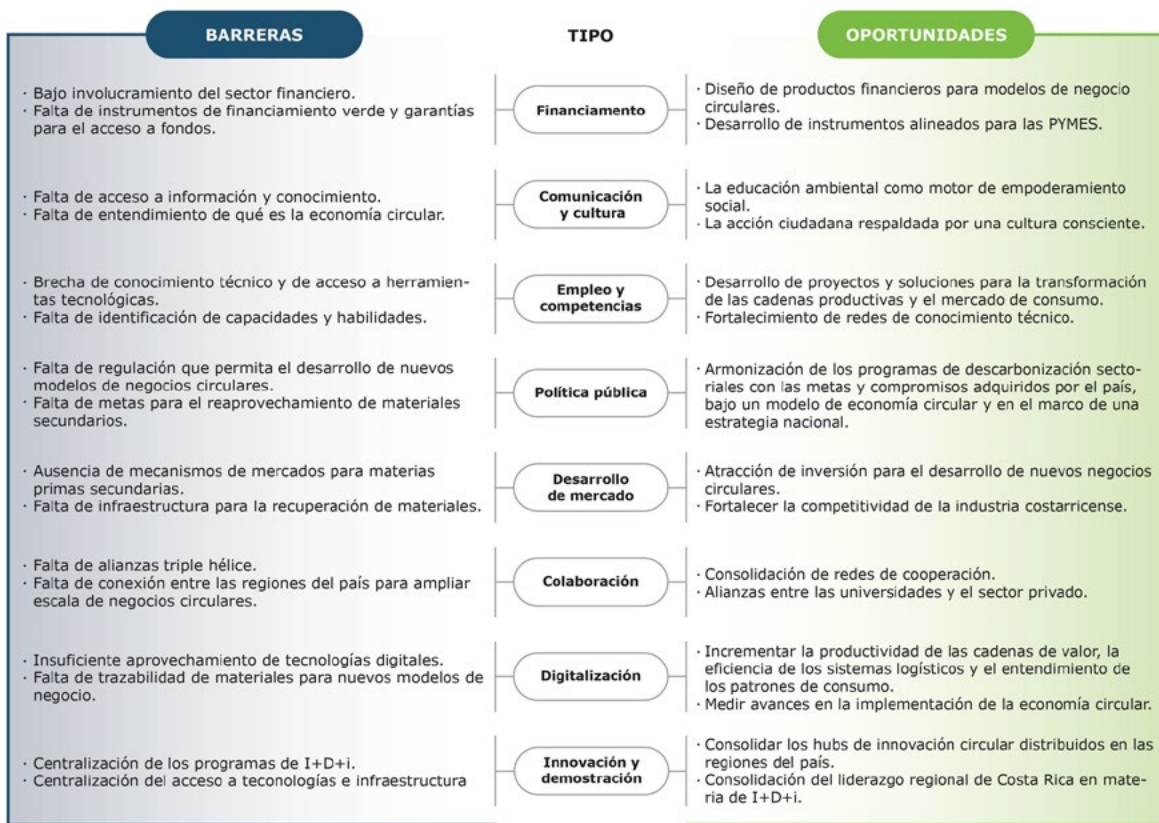 BARRERAS
TIPO
OPORTUNIDADES
· Bajo involucramiento del sector financiero.
· Falta de instrumentos de financiamiento verde y garantías
para el acceso a fondos.
Financiamento
· Diseño de productos financieros para modelos de negocio
circulares.
· Desarrollo de instrumentos alineados para las PYMES.
· Falta de acceso a información y conocimiento.
· Falta de entendimiento de qué es la economía circular.
Comunicación
y cultura
· La educación ambiental como motor de empoderamiento
social.
· La acción ciudadana respaldada por una cultura consciente.
· Brecha de conocimiento técnico y de acceso a herramien-
tas tecnológicas.
· Falta de identificación de capacidades y habilidades.
Empleo y
competencias
· Desarrollo de proyectos y soluciones para la transformación
de las cadenas productivas y el mercado de consumo.
· Fortalecimiento de redes de conocimiento técnico.
· Falta de regulación que permita el desarrollo de nuevos
modelos de negocios circulares.
· Falta de metas para el reaprovechamiento de materiales
secundarios.
Política pública
· Armonización de los programas de descarbonización secto-
riales con las metas y compromisos adquiridos por el país,
bajo un modelo de economía circular y en el marco de una
estrategia nacional.
· Ausencia de mecanismos de mercados para materias
primas secundarias.
· Falta de infraestructura para la recuperación de materiales.
Desarrollo
de mercado
· Atracción de inversión para el desarrollo de nuevos negocios
circulares.
· Fortalecer la competitividad de la industria costarricense.
· Falta de alianzas triple hélice.
· Falta de conexión entre las regiones del país para ampliar
escala de negocios circulares.
Colaboración
· Consolidación de redes de cooperación.
· Alianzas entre las universidades y el sector privado.
· Insuficiente aprovechamiento de tecnologías digitales.
· Falta de trazabilidad de materiales para nuevos modelos de
negocio.
Digitalización
· Incrementar la productividad de las cadenas de valor, la
eficiencia de los sistemas logísticos y el entendimiento de
los patrones de consumo.
· Medir avances en la implementación de la economía circular.
· Centralización de los programas de I+D+i.
· Centralización del acceso a teconologías e infraestructura
Innovación y
demostración
· Consolidar los hubs de innovación circular distribuidos en las
regiones del país.
· Consolidación del liderazgo regional de Costa Rica en mate-
ria de I+D+i.